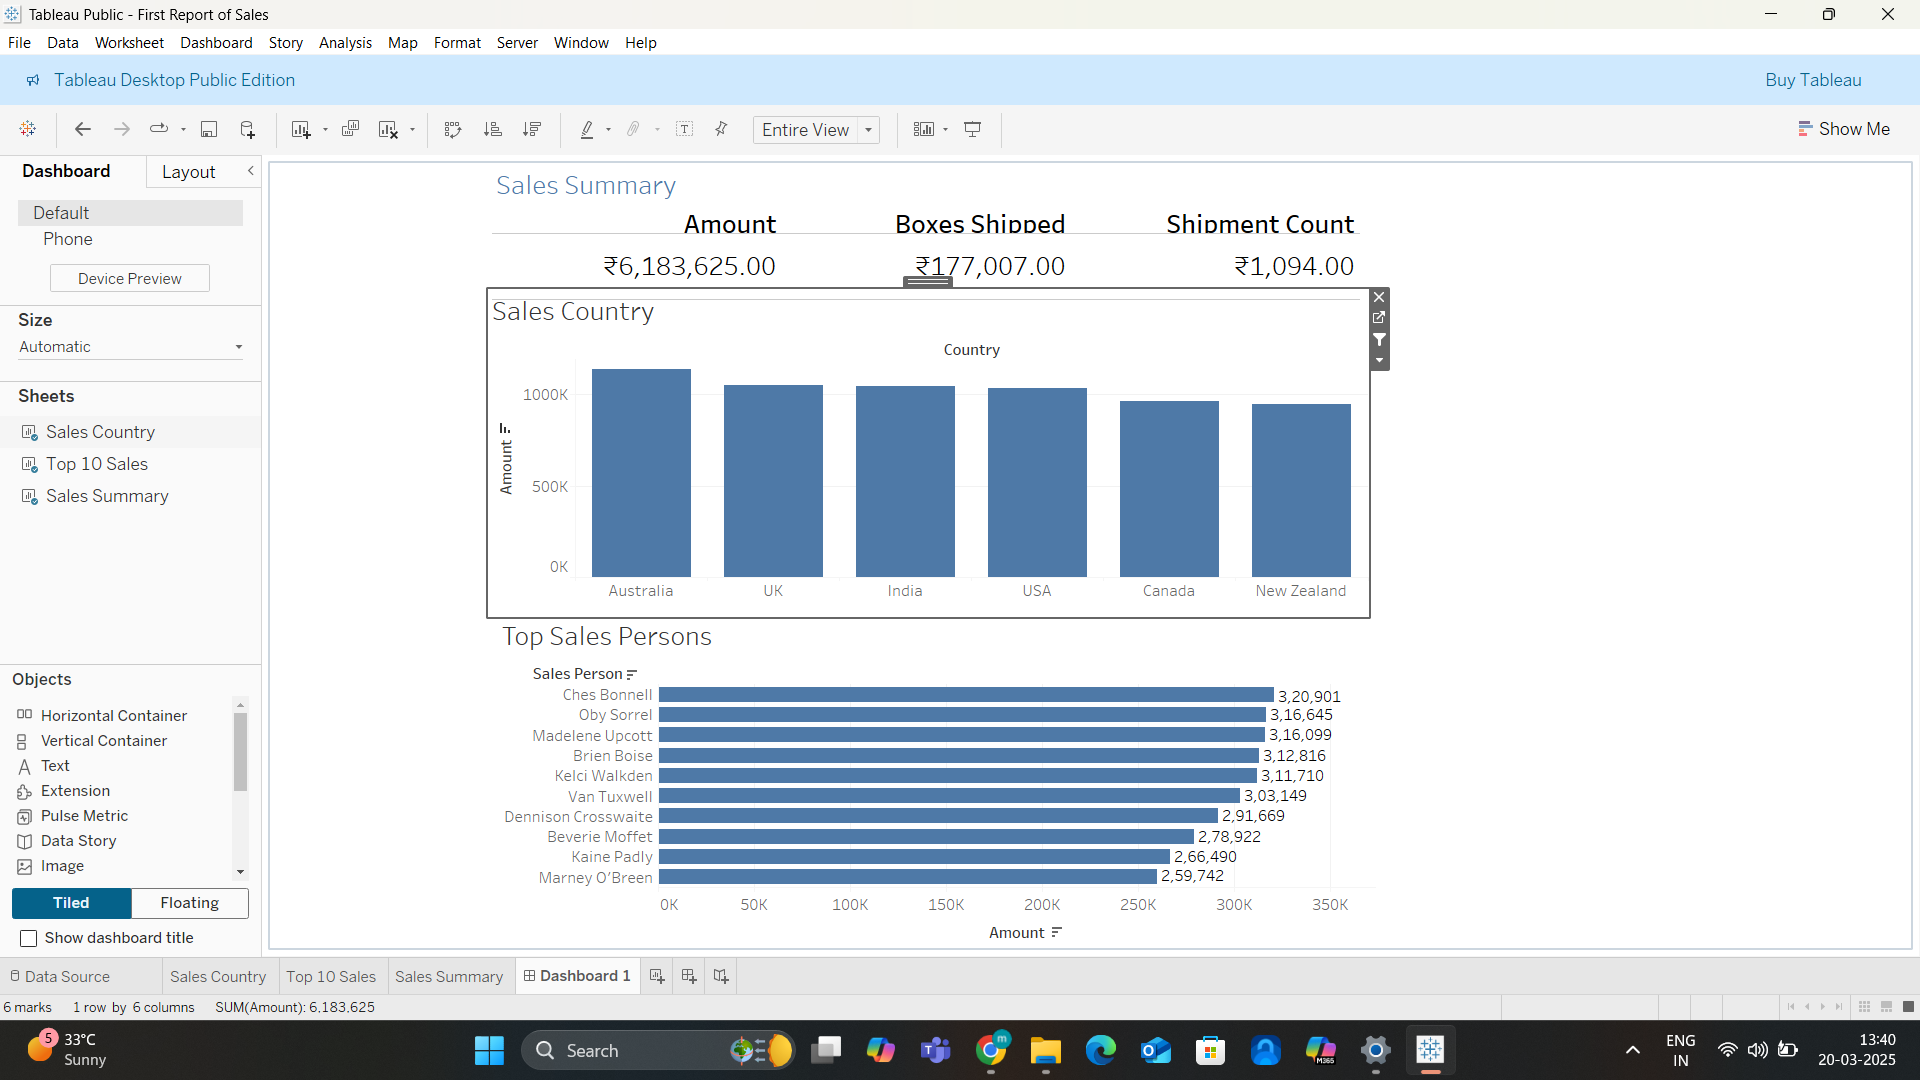 Tableau Public - First Report of Sales
File Data Worksheet Dashboard Story Analysis Map Format Server Window Help
Tableau Desktop Public Edition
Buy Tableau
Entire View
Show Me
Dashboard
Layout
Default
Phone
Device Preview
Size
Automatic
Sheets
Sales Country
Top 10 Sales
Sales Summary
Objects
Horizontal Container
Vertical Container
Text
Extension
Pulse Metric
Data Story
Image
Tiled
Floating
Show dashboard title
Sales Summary
Amount Boxes Shipped Shipment Count
₹6,183,625.00 ₹177,007.00 ₹1,094.00
Sales Country
Country
Amount
1000K
500K
0K
Australia UK India USA Canada New Zealand
Top Sales Persons
Sales Person
Ches Bonnell 3,20,901
Oby Sorrel 3,16,645
Madelene Upcott 3,16,099
Brien Boise 3,12,816
Kelci Walkden 3,11,710
Van Tuxwell 3,03,149
Dennison Crosswaite 2,91,669
Beverie Moffet 2,78,922
Kaine Padly 2,66,490
Marney O’Breen 2,59,742
0K 50K 100K 150K 200K 250K 300K 350K
Amount
Data Source Sales Country Top 10 Sales Sales Summary Dashboard 1
6 marks 1 row by 6 columns SUM(Amount): 6,183,625
5
33°C
Sunny
Search
T
m
M365
ENG
IN
13:40
20-03-2025